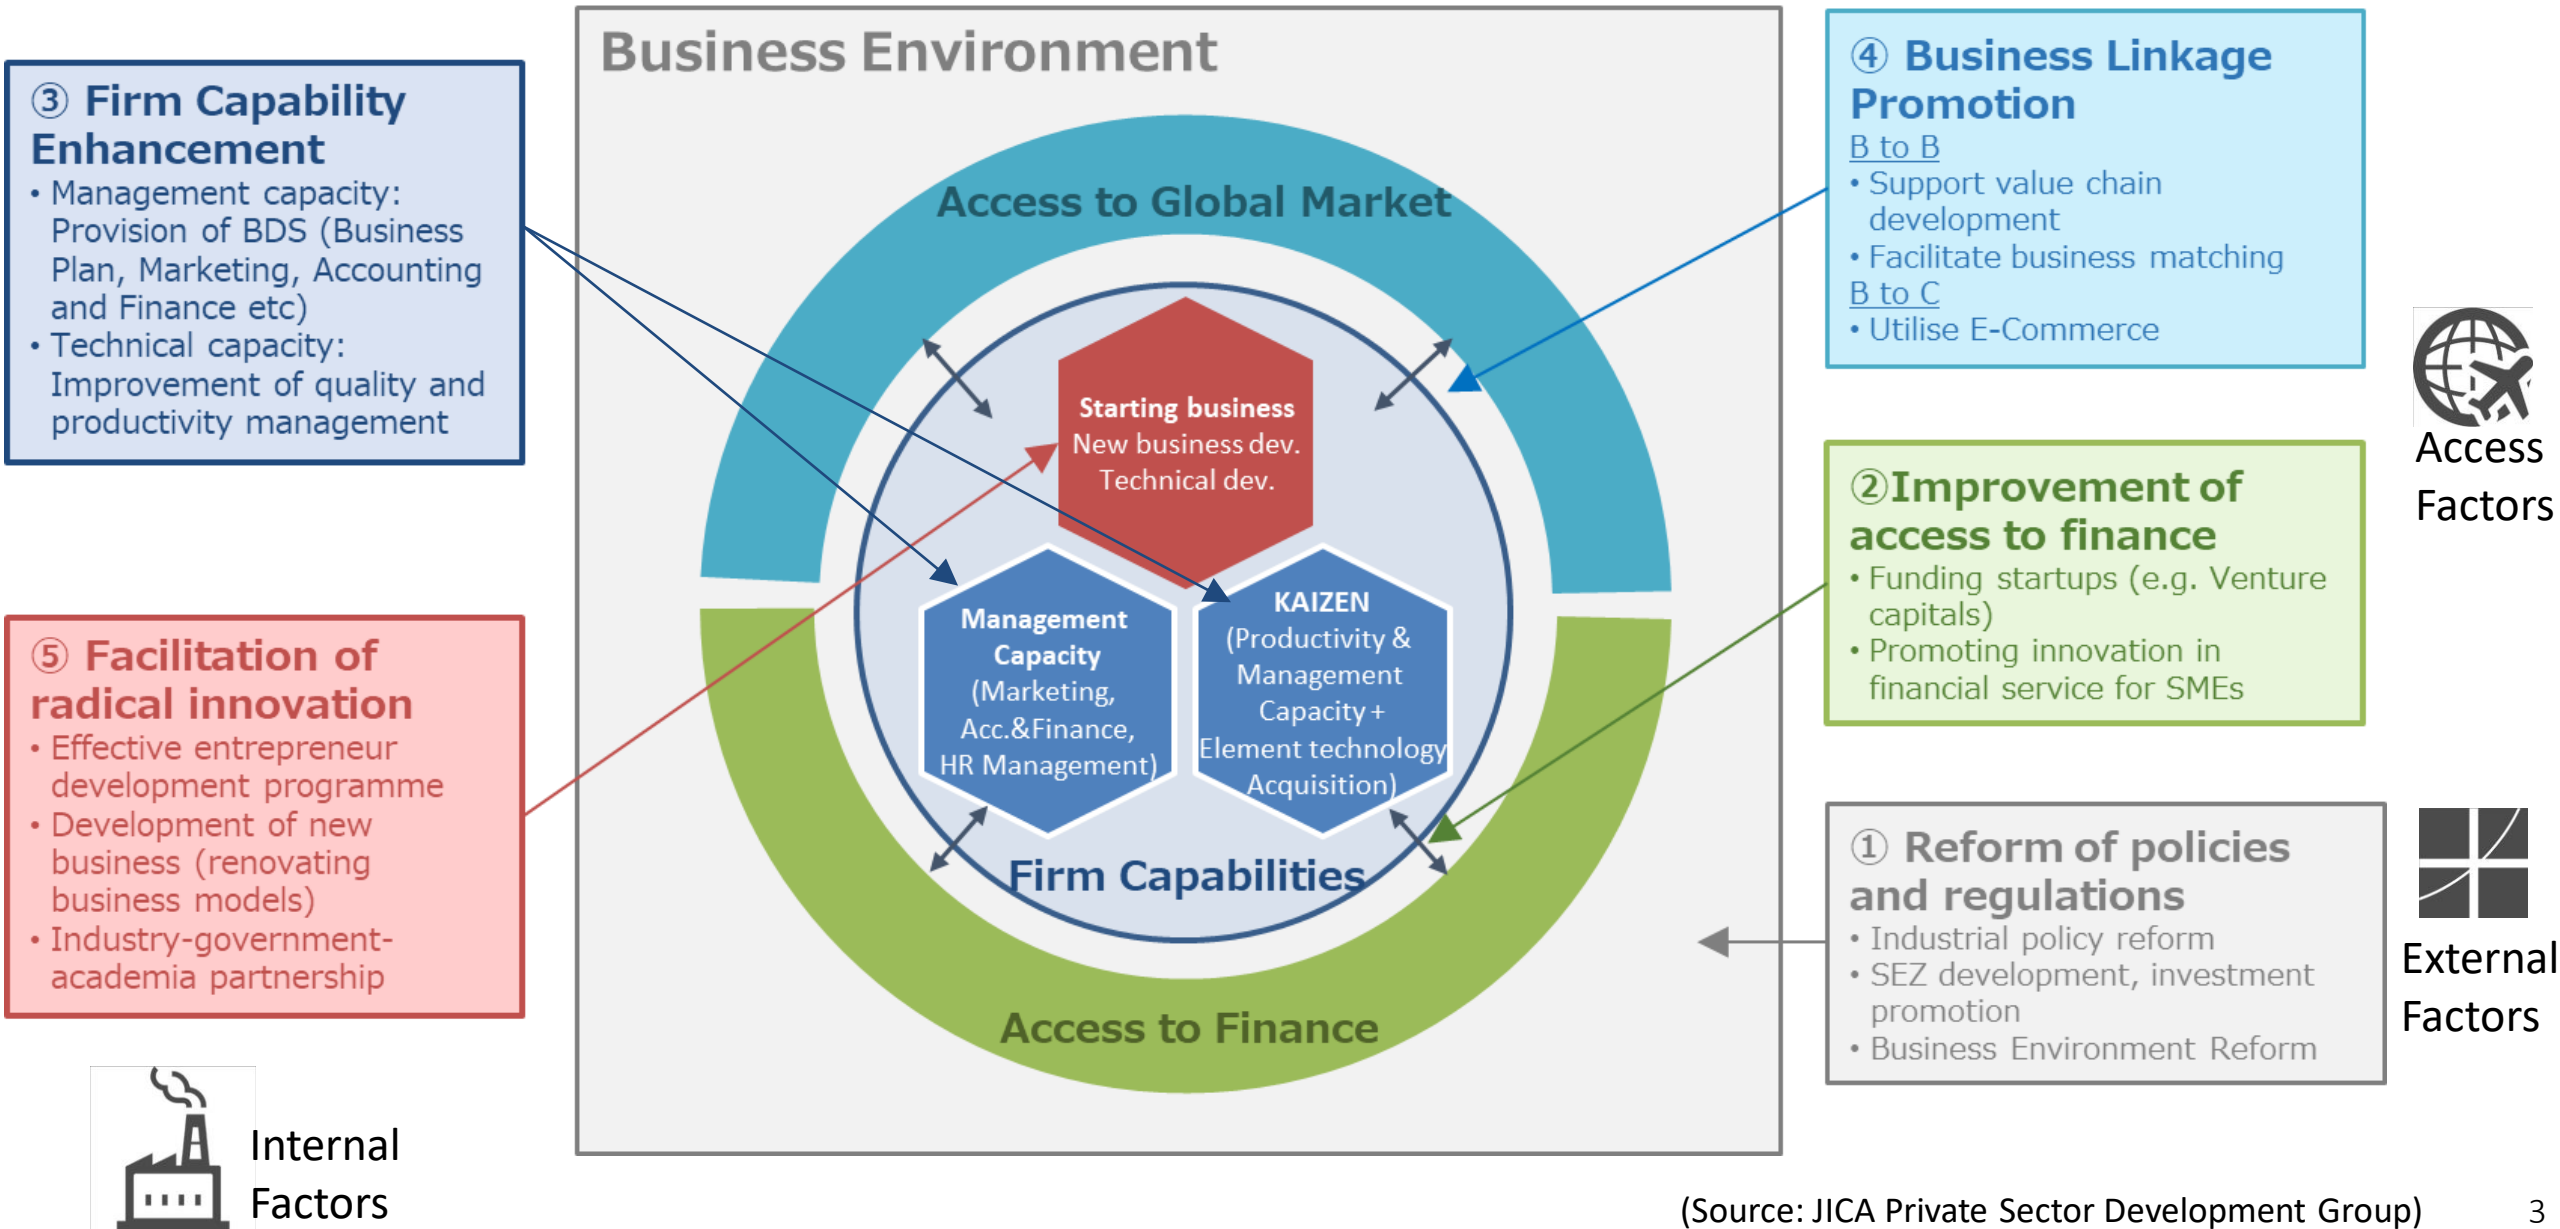 Business Environment
③ Firm Capability
Enhancement
• Management capacity:
Provision of BDS (Business
Plan, Marketing, Accounting
and Finance etc)
• Technical capacity:
Improvement of quality and
productivity management
⑤ Facilitation of
radical innovation
• Effective entrepreneur
development programme
• Development of new
business (renovating
business models)
• Industry-government-
academia partnership
Internal
Factors
Access to Global Market
Starting business
New business dev.
Technical dev.
Management
Capacity
(Marketing,
Acc.&Finance,
HR Management)
KAIZEN
(Productivity &
Management
Capacity +
Element technology
Acquisition)
Firm Capabilities
Access to Finance
④ Business Linkage
Promotion
B to B
• Support value chain
development
• Facilitate business matching
B to C
• Utilise E-Commerce
②Improvement of
access to finance
• Funding startups (e.g. Venture
capitals)
• Promoting innovation in
financial service for SMEs
Access
Factors
① Reform of policies
and regulations
• Industrial policy reform
• SEZ development, investment
promotion
• Business Environment Reform
External
Factors
(Source: JICA Private Sector Development Group)
3